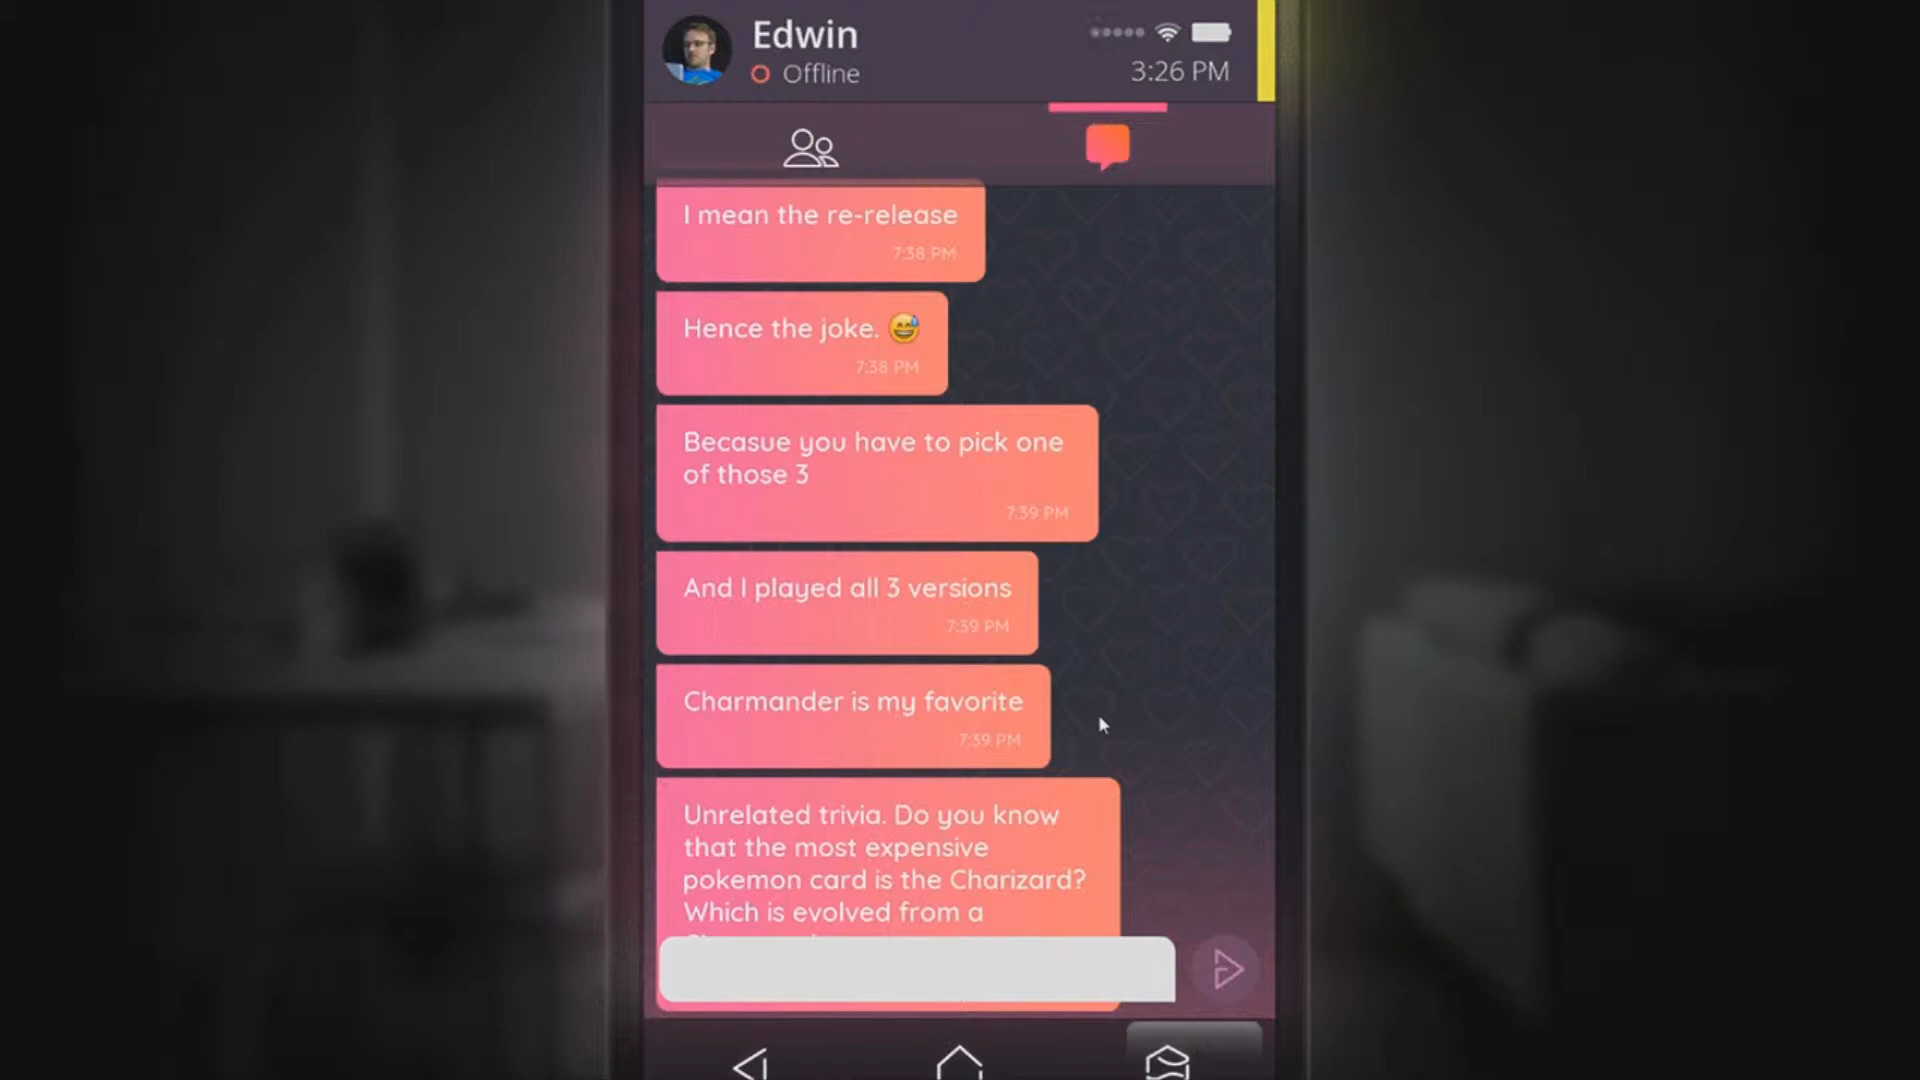 Edwin
Offline
3:26 PM
I mean the re-release
7:38 PM
Hence the joke. 😅
7:38 PM
Becasue you have to pick one
of those 3
7:39 PM
And I played all 3 versions
7:39 PM
Charmander is my favorite
7:39 PM
Unrelated trivia. Do you know
that the most expensive
pokemon card is the Charizard?
Which is evolved from a